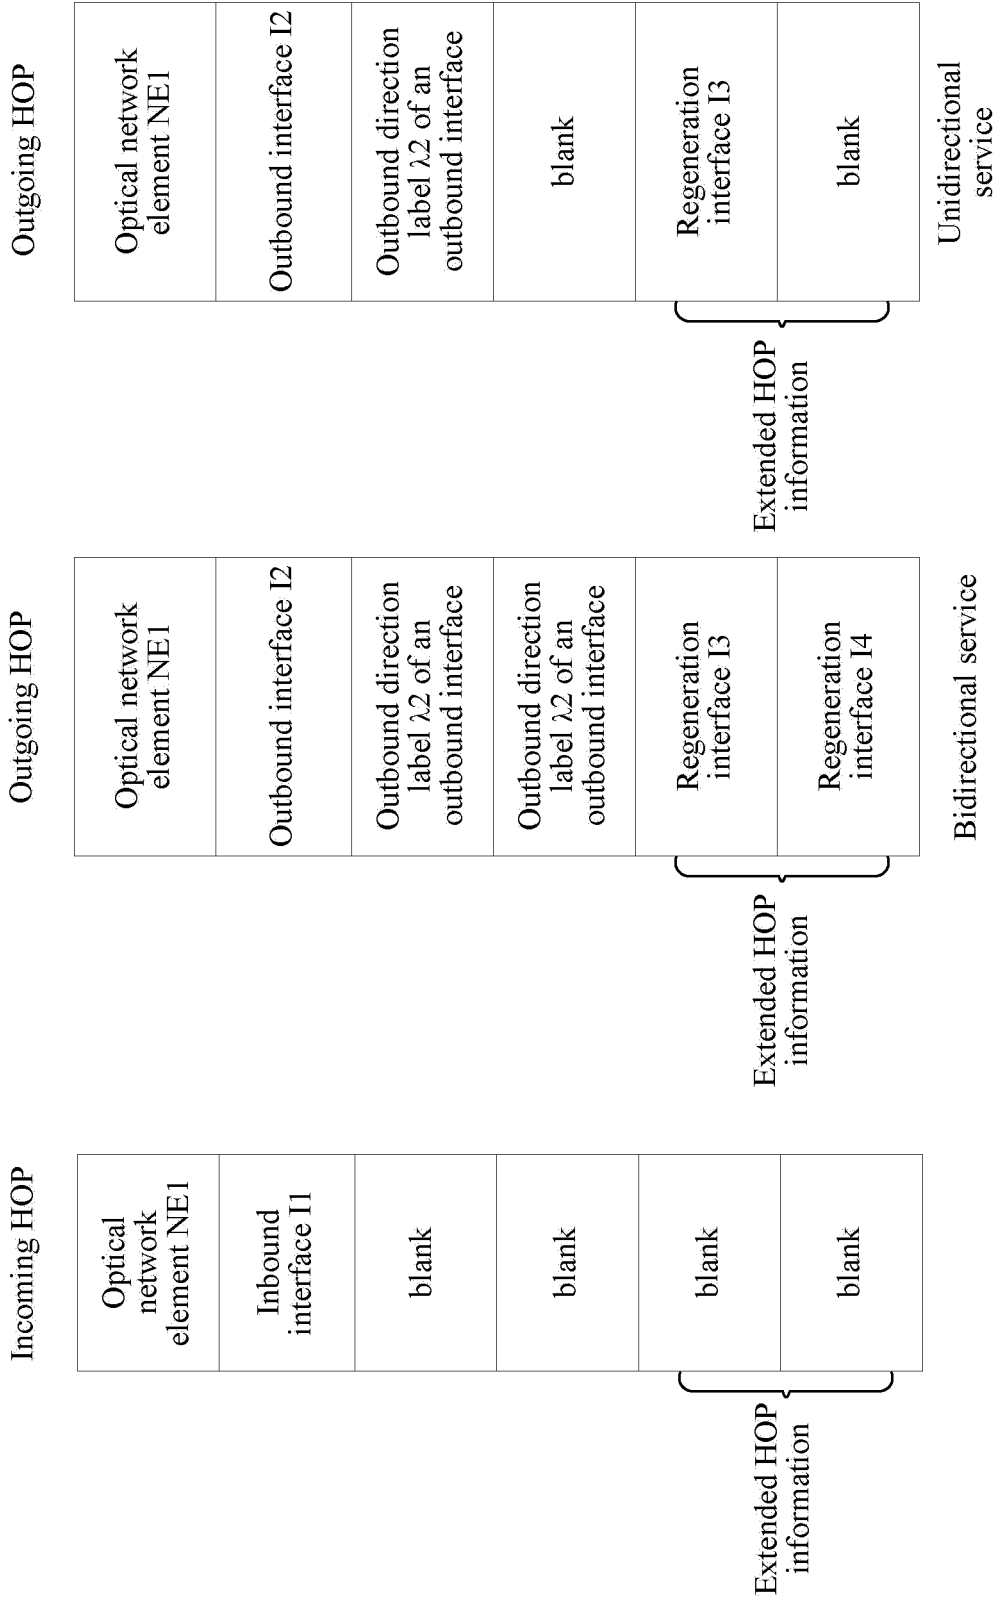 Incoming HOP
Optical
network
element NE1
Inbound
interface I1
blank
blank
blank
blank
Extended HOP
information
Outgoing HOP
Optical network
element NE1
Outbound interface I2
Outbound direction
label λ2 of an
outbound interface
Outbound direction
label λ2 of an
outbound interface
Regeneration
interface I3
Regeneration
interface I4
Extended HOP
information
Bidirectional service
Outgoing HOP
Optical network
element NE1
Outbound interface I2
Outbound direction
label λ2 of an
outbound interface
blank
Regeneration
interface I3
blank
Extended HOP
information
Unidirectional
service